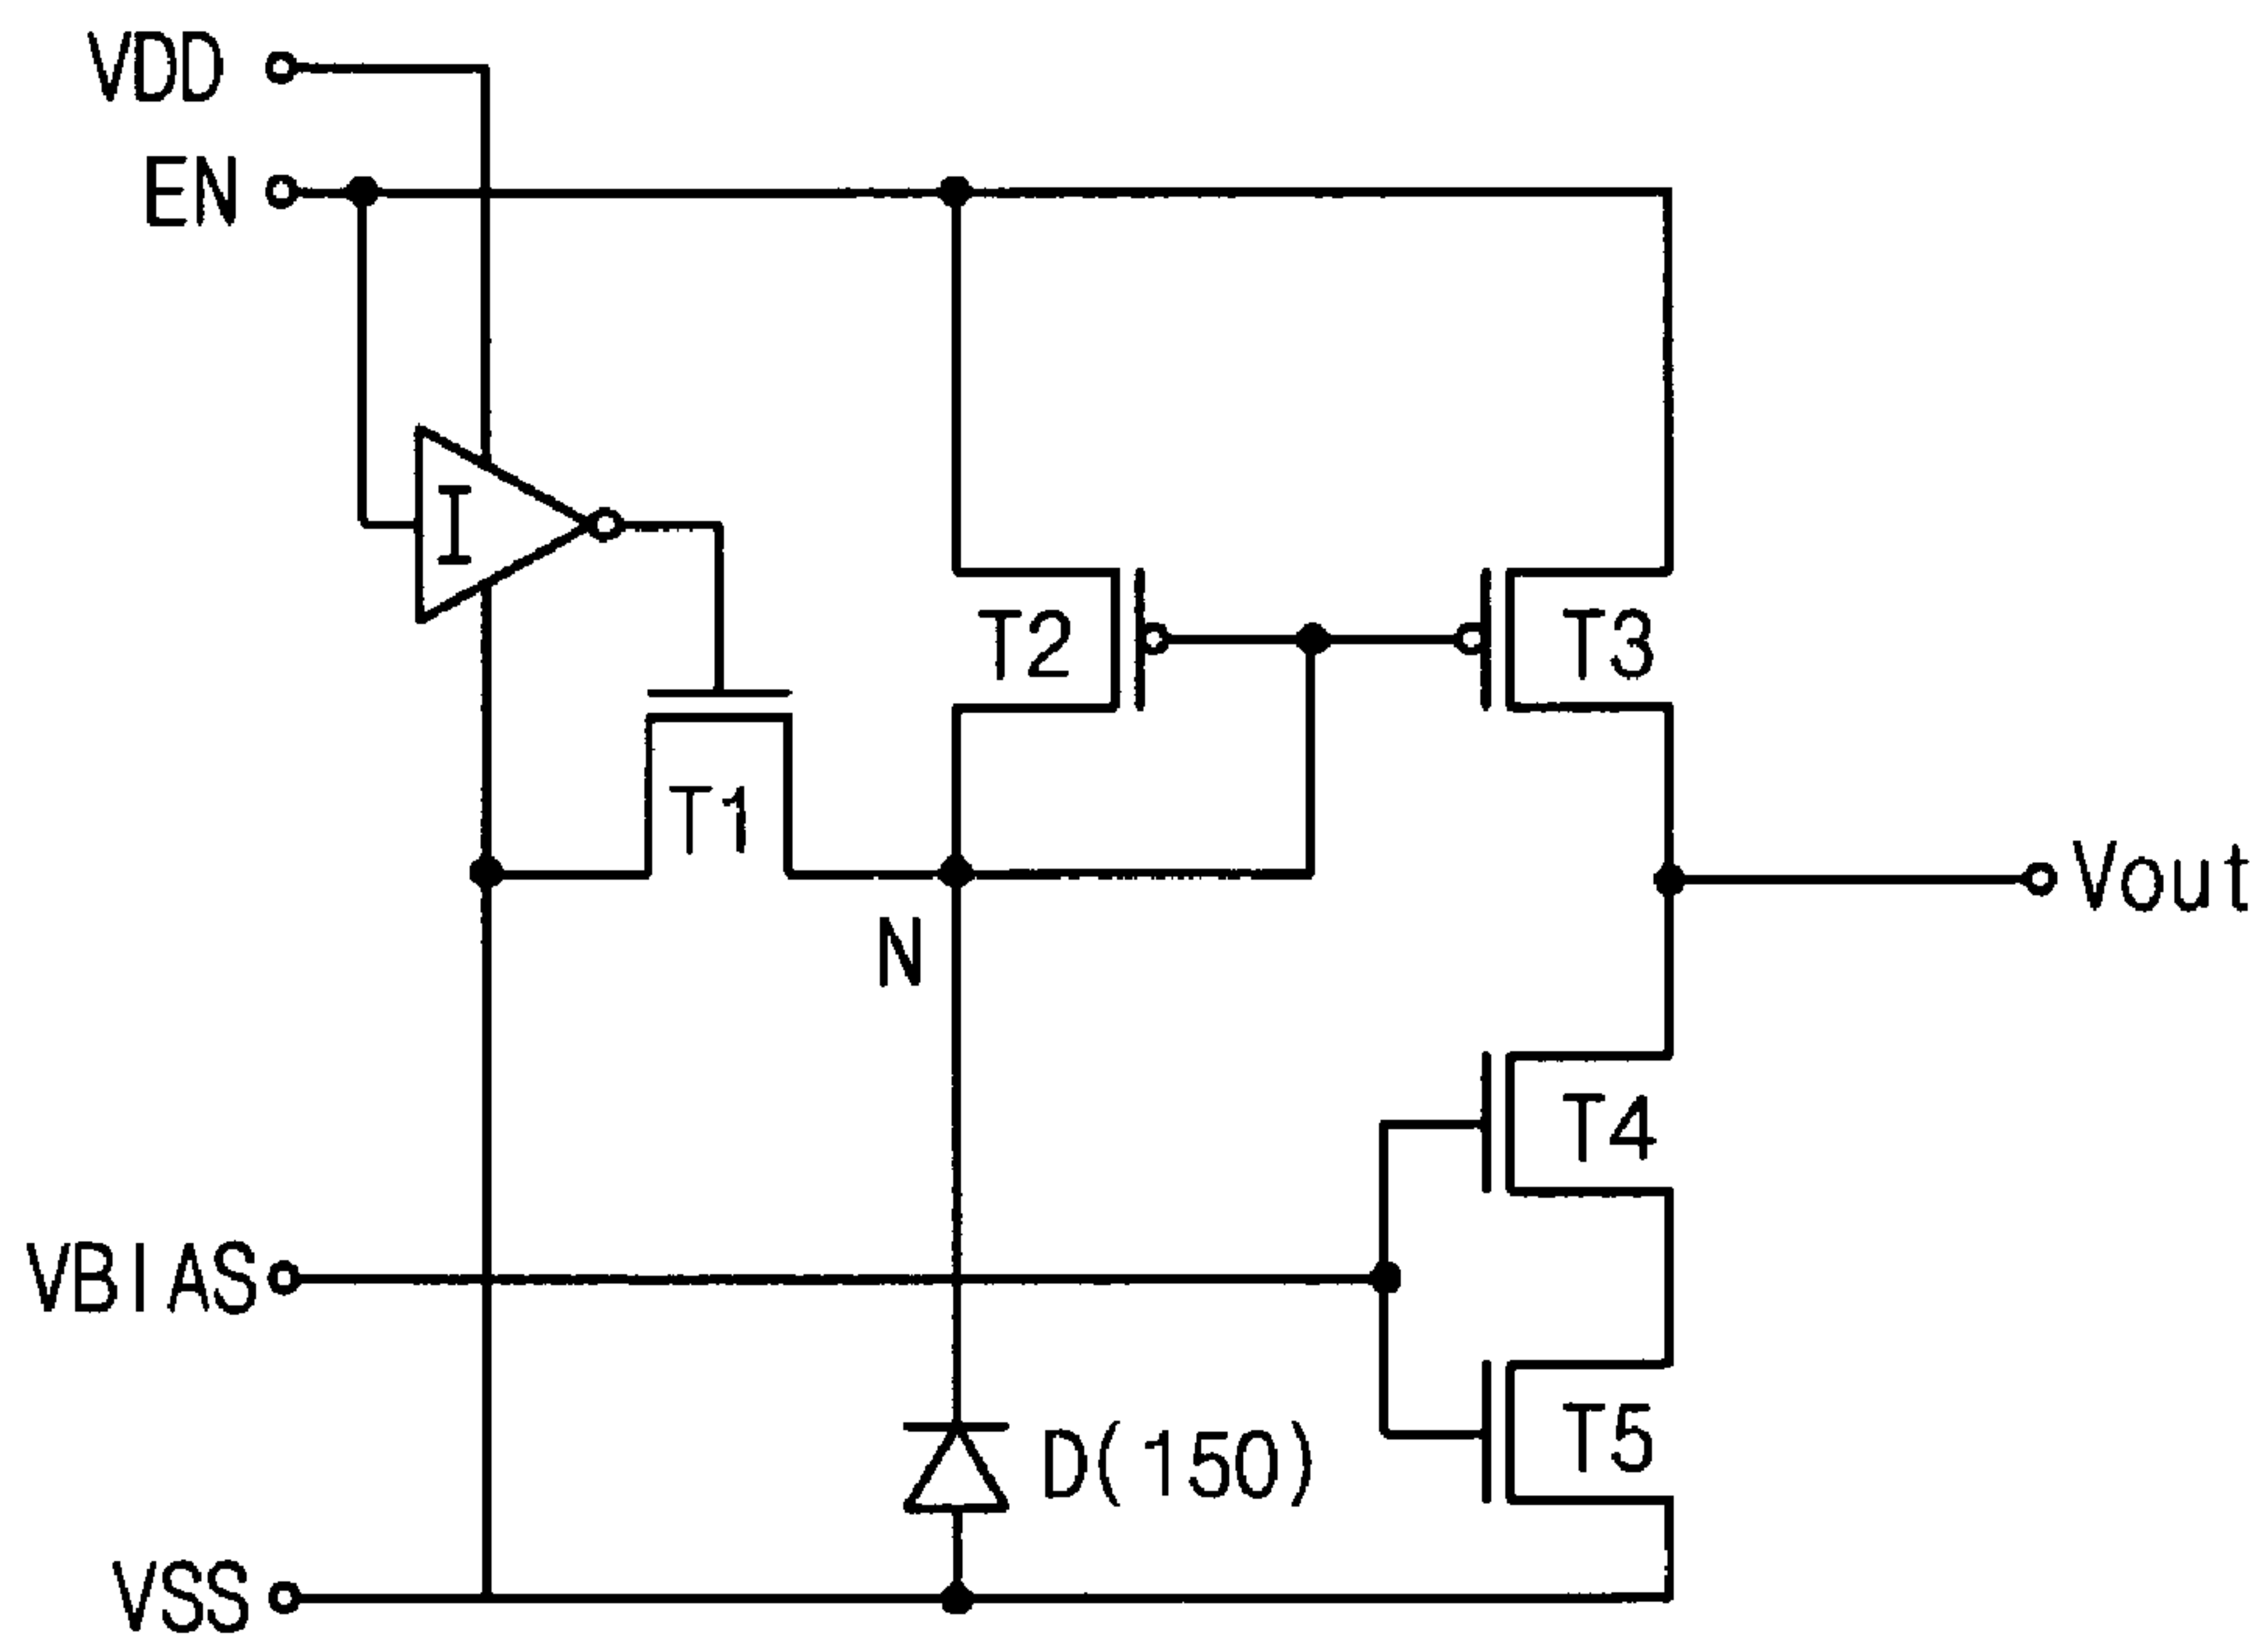 VDD
EN
I
T2
T3
T1
Vout
N
T4
VBIAS
T5
D(150)
VSS